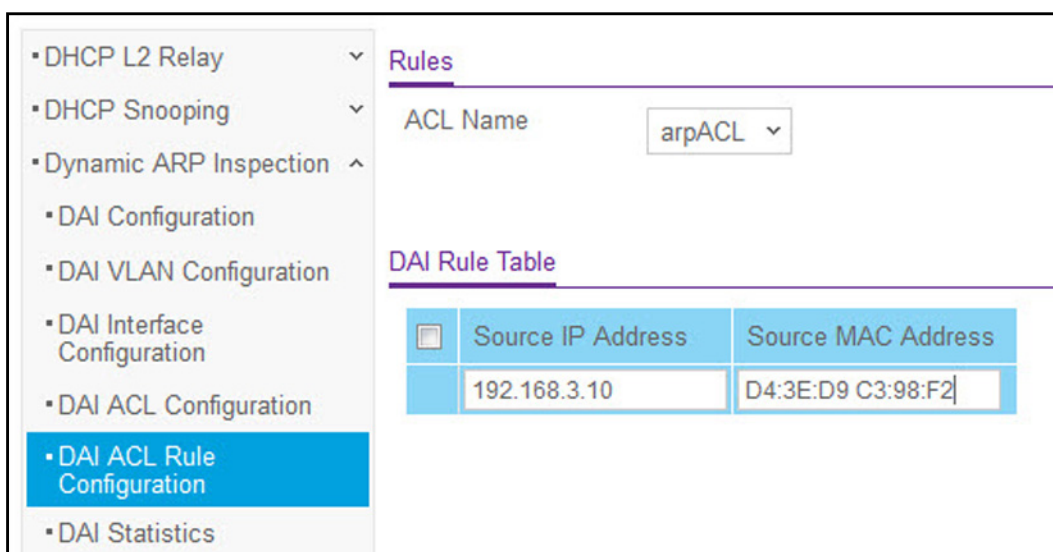 DHCP L2 Relay
DHCP Snooping
Dynamic ARP Inspection
DAI Configuration
DAI VLAN Configuration
DAI Interface
Configuration
DAI ACL Configuration
DAI ACL Rule
Configuration
DAI Statistics
Rules
ACL Name arpACL
DAI Rule Table
Source IP Address Source MAC Address
192.168.3.10 D4:3E:D9 C3:98:F2